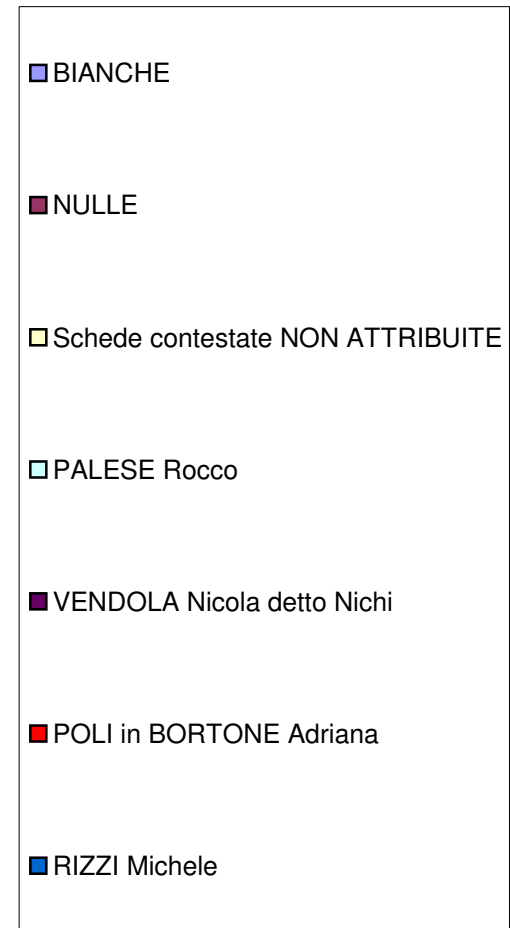 BIANCHE
NULLE
Schede contestate NON ATTRIBUITE
PALESE Rocco
VENDOLA Nicola detto Nichi
POLI in BORTONE Adriana
RIZZI Michele